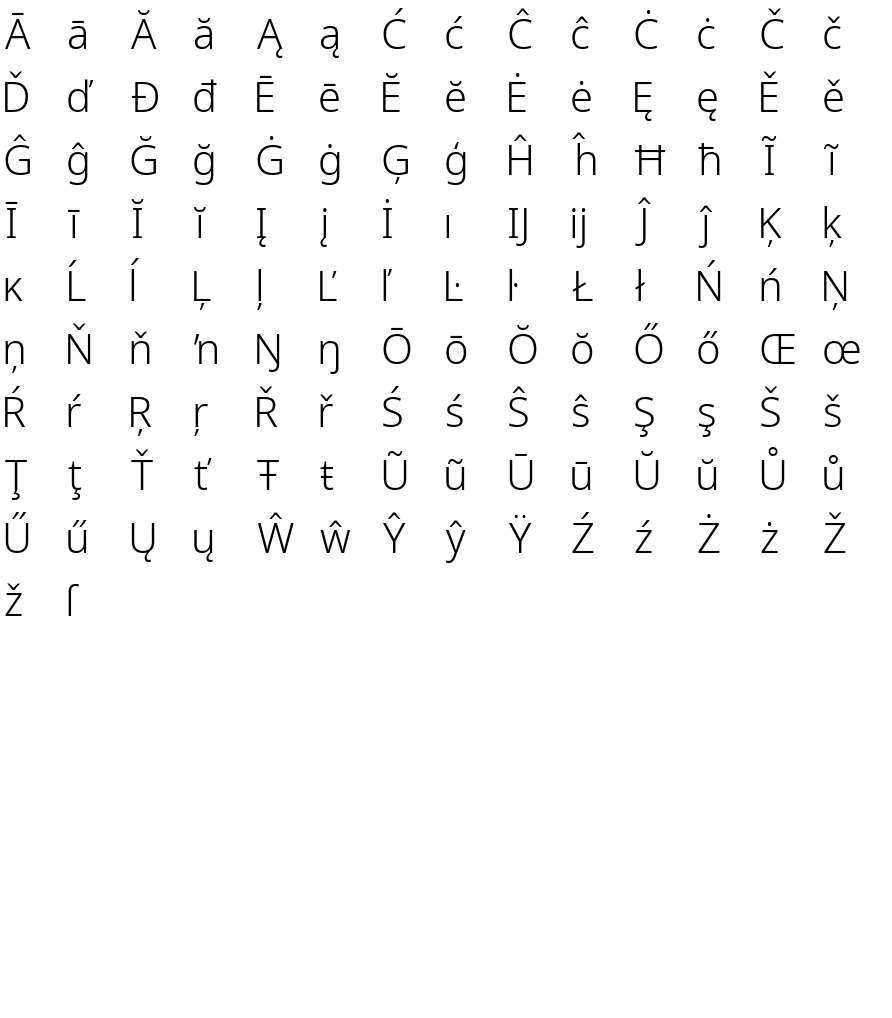 Ā ā Ă ă Ą ą Ć ć Ĉ ĉ Ċ ċ Č č
Ď ď Đ đ Ē ē Ĕ ĕ Ė ė Ę ę Ě ě
Ĝ ĝ Ğ ğ Ġ ġ Ģ ģ Ĥ ĥ Ħ ħ Ĩ ĩ
Ī ī Ĭ ĭ Į į İ ı Ĳ ĳ Ĵ ĵ Ķ ķ
ĸ Ĺ ĺ Ļ ļ Ľ ľ Ŀ ŀ Ł ł Ń ń Ņ
ņ Ň ň ŉ Ŋ ŋ Ō ō Ŏ ŏ Ő ő Œ œ
Ŕ ŕ Ŗ ŗ Ř ř Ś ś Ŝ ŝ Ş ş Š š
Ţ ţ Ť ť Ŧ ŧ Ũ ũ Ū ū Ŭ ŭ Ů ů
Ű ű Ų ų Ŵ ŵ Ŷ ŷ Ÿ Ź ź Ż ż Ž
ž ſ